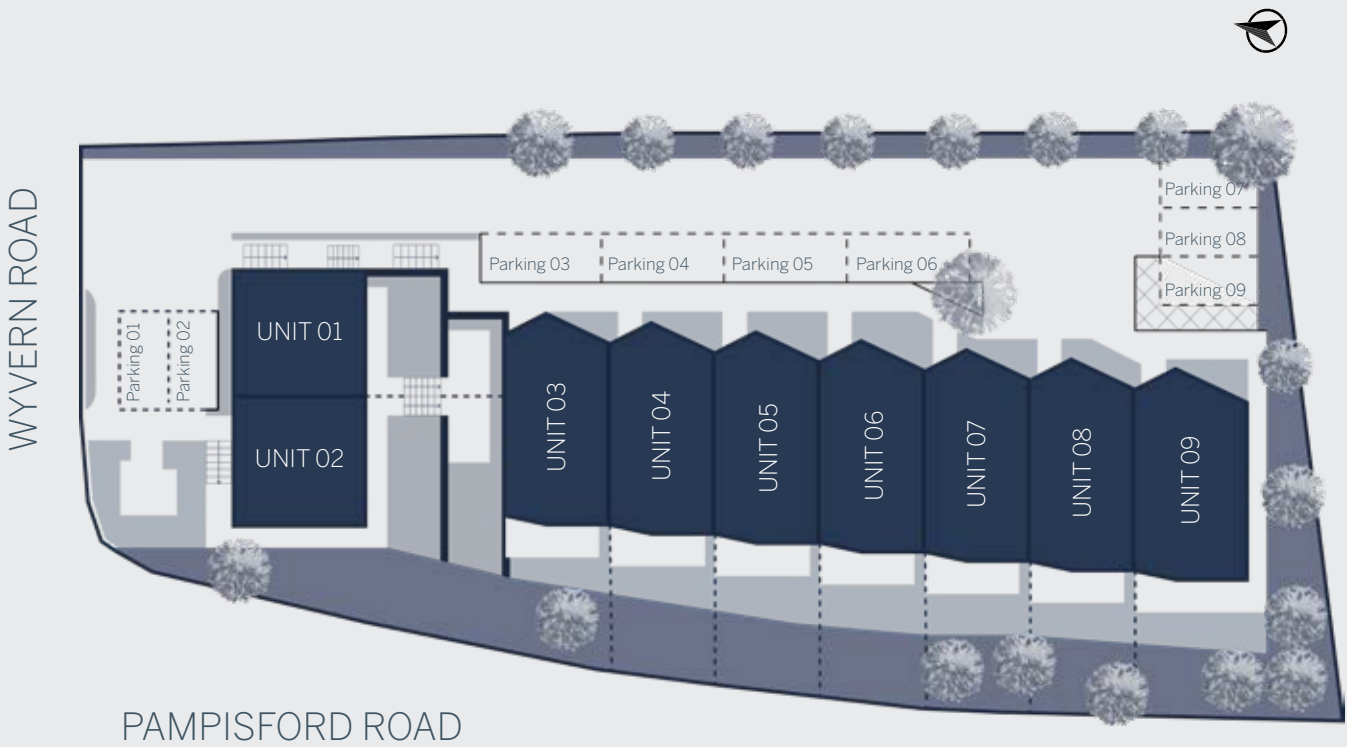 WYVERN ROAD
Parking 07
Parking 08
Parking 09
Parking 03
Parking 04
Parking 05
Parking 06
Parking 01
Parking 02
UNIT 01
UNIT 02
UNIT 03
UNIT 04
UNIT 05
UNIT 06
UNIT 07
UNIT 08
UNIT 09
PAMPISFORD ROAD